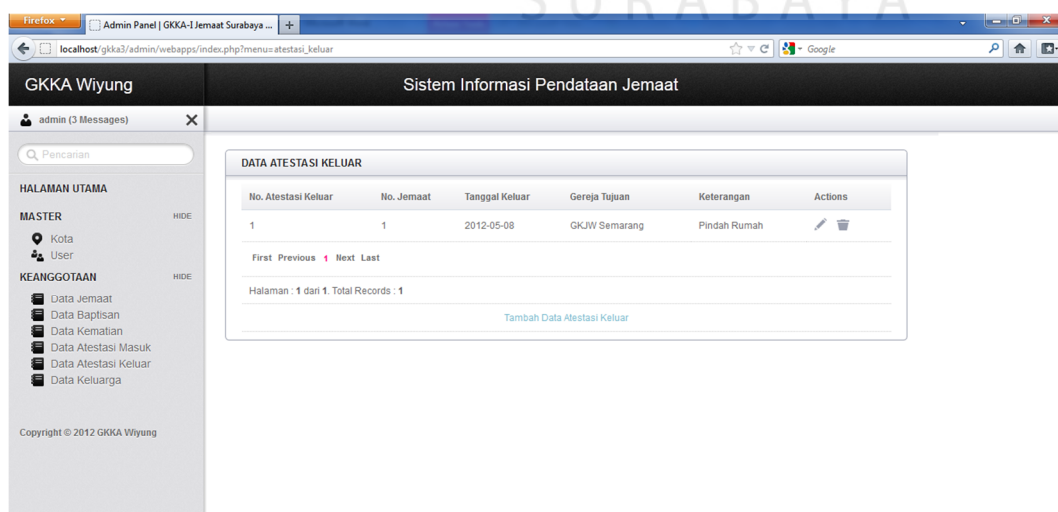 SURABAYA
Firefox
Admin Panel | GKKA-I Jemaat Surabaya ...
localhost/gkka3/admin/webapps/index.php?menu=atestasi_keluar
Google
GKKA Wiyung
Sistem Informasi Pendataan Jemaat
admin (3 Messages)
Pencarian
HALAMAN UTAMA
MASTER HIDE
Kota
User
KEANGGOTAAN HIDE
Data Jemaat
Data Baptisan
Data Kematian
Data Atestasi Masuk
Data Atestasi Keluar
Data Keluarga
Copyright © 2012 GKKA Wiyung
DATA ATESTASI KELUAR
No. Atestasi Keluar No. Jemaat Tanggal Keluar Gereja Tujuan Keterangan Actions
1 1 2012-05-08 GKJW Semarang Pindah Rumah
First Previous 1 Next Last
Halaman : 1 dari 1. Total Records : 1
Tambah Data Atestasi Keluar